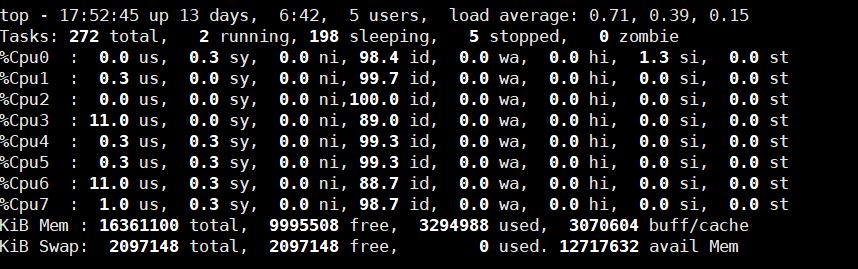 top - 17:52:45 up 13 days,  6:42,  5 users,  load average: 0.71, 0.39, 0.15
Tasks: 272 total,   2 running, 198 sleeping,   5 stopped,   0 zombie
%Cpu0  :  0.0 us,  0.3 sy,  0.0 ni, 98.4 id,  0.0 wa,  0.0 hi,  1.3 si,  0.0 st
%Cpu1  :  0.3 us,  0.0 sy,  0.0 ni, 99.7 id,  0.0 wa,  0.0 hi,  0.0 si,  0.0 st
%Cpu2  :  0.0 us,  0.0 sy,  0.0 ni,100.0 id,  0.0 wa,  0.0 hi,  0.0 si,  0.0 st
%Cpu3  : 11.0 us,  0.0 sy,  0.0 ni, 89.0 id,  0.0 wa,  0.0 hi,  0.0 si,  0.0 st
%Cpu4  :  0.3 us,  0.3 sy,  0.0 ni, 99.3 id,  0.0 wa,  0.0 hi,  0.0 si,  0.0 st
%Cpu5  :  0.3 us,  0.3 sy,  0.0 ni, 99.3 id,  0.0 wa,  0.0 hi,  0.0 si,  0.0 st
%Cpu6  : 11.0 us,  0.3 sy,  0.0 ni, 88.7 id,  0.0 wa,  0.0 hi,  0.0 si,  0.0 st
%Cpu7  :  1.0 us,  0.3 sy,  0.0 ni, 98.7 id,  0.0 wa,  0.0 hi,  0.0 si,  0.0 st
KiB Mem : 16361100 total,  9995508 free,  3294988 used,  3070604 buff/cache
KiB Swap:  2097148 total,  2097148 free,        0 used. 12717632 avail Mem